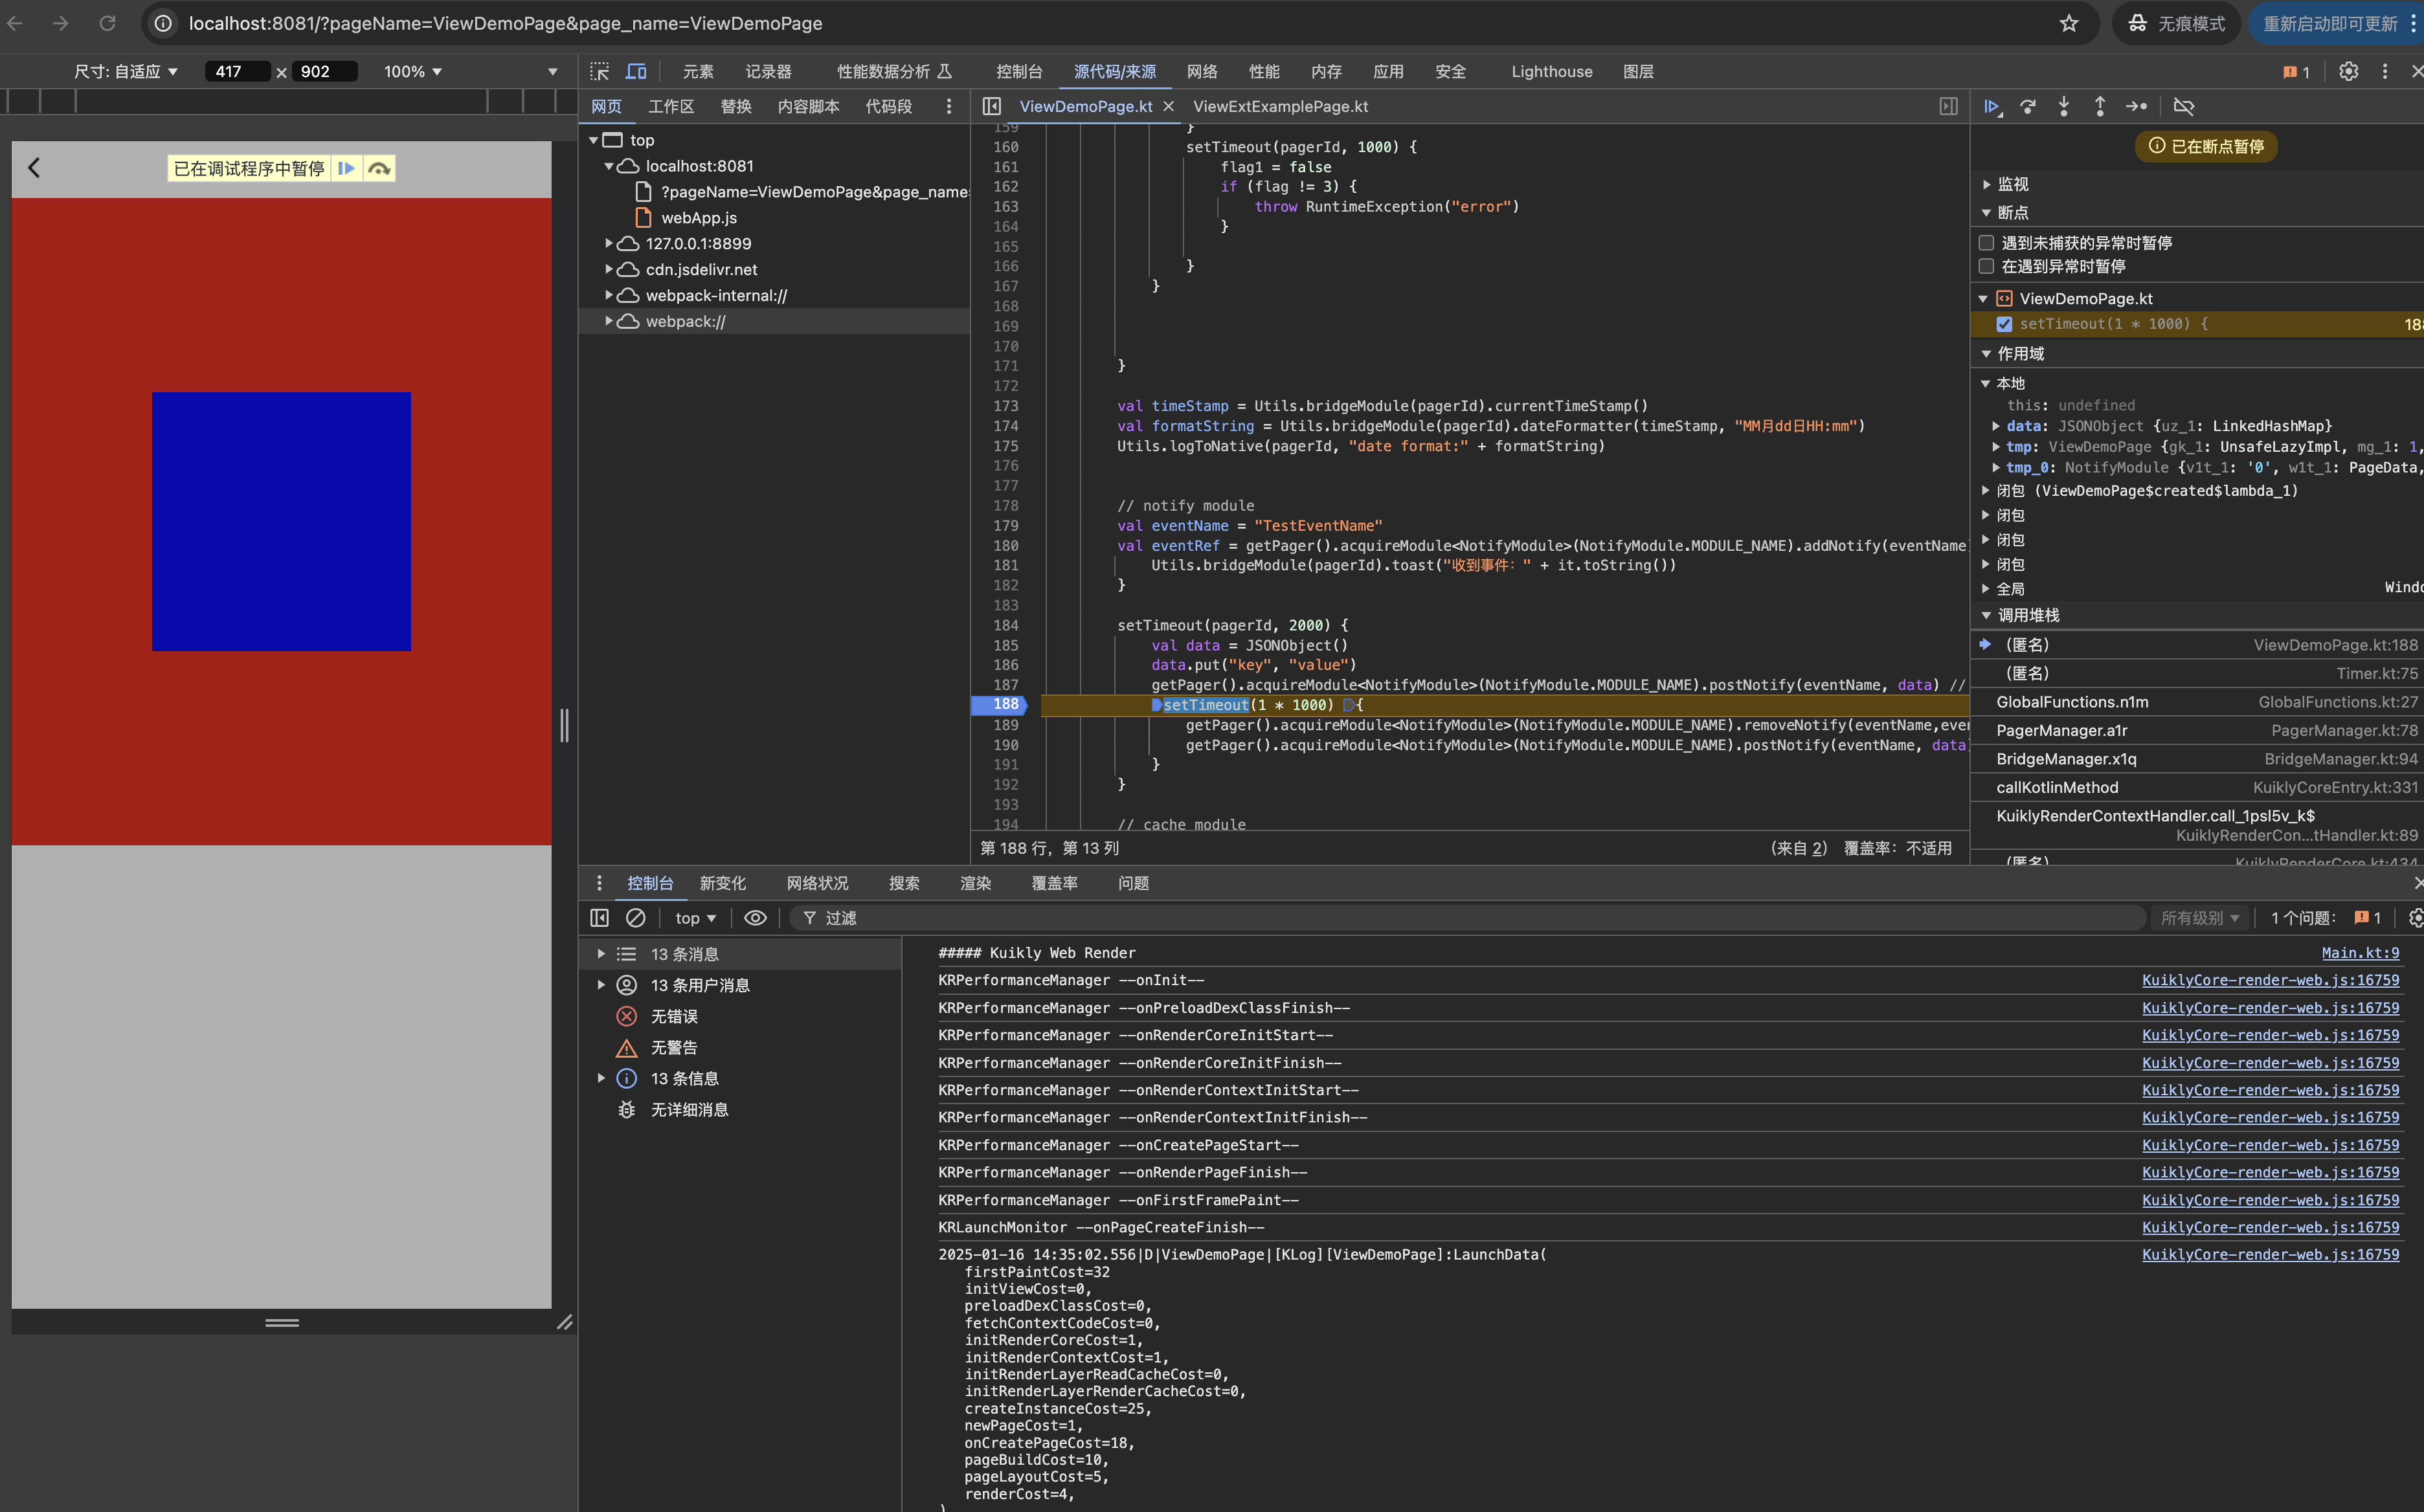 localhost:8081/?pageName=ViewDemoPage&page_name=ViewDemoPage
无痕模式
重新启动即可更新
尺寸: 自适应
417 x 902
100%
元素
记录器
性能数据分析
控制台
源代码/来源
网络
性能
内存
应用
安全
Lighthouse
图层
1
网页
工作区
替换
内容脚本
代码段
ViewDemoPage.kt
ViewExtExamplePage.kt
已在调试程序中暂停
top
localhost:8081
?pageName=ViewDemoPage&page_name=
webApp.js
127.0.0.1:8899
cdn.jsdelivr.net
webpack-internal://
webpack://
159 }
160 setTimeout(pagerId, 1000) {
161 flag1 = false
162 if (flag != 3) {
163 throw RuntimeException("error")
164 }
165
166 }
167 }
168
169
170
171 }
172
173 val timeStamp = Utils.bridgeModule(pagerId).currentTimeStamp()
174 val formatString = Utils.bridgeModule(pagerId).dateFormatter(timeStamp, "MM月dd日HH:mm")
175 Utils.logToNative(pagerId, "date format:" + formatString)
176
177
178 // notify module
179 val eventName = "TestEventName"
180 val eventRef = getPager().acquireModule<NotifyModule>(NotifyModule.MODULE_NAME).addNotify(eventName
181 Utils.bridgeModule(pagerId).toast("收到事件：" + it.toString())
182 }
183
184 setTimeout(pagerId, 2000) {
185 val data = JSONObject()
186 data.put("key", "value")
187 getPager().acquireModule<NotifyModule>(NotifyModule.MODULE_NAME).postNotify(eventName, data) //
188 setTimeout(1 * 1000) {
189 getPager().acquireModule<NotifyModule>(NotifyModule.MODULE_NAME).removeNotify(eventName,eve
190 getPager().acquireModule<NotifyModule>(NotifyModule.MODULE_NAME).postNotify(eventName, data
191 }
192 }
193
194 // cache module
第 188 行，第 13 列
（来自 2） 覆盖率：不适用
已在断点暂停
监视
断点
遇到未捕获的异常时暂停
在遇到异常时暂停
ViewDemoPage.kt
setTimeout(1 * 1000) { 188
作用域
本地
this: undefined
data: JSONObject {uz_1: LinkedHashMap}
tmp: ViewDemoPage {gk_1: UnsafeLazyImpl, mg_1: 1,
tmp_0: NotifyModule {v1t_1: '0', w1t_1: PageData,
闭包 (ViewDemoPage$created$lambda_1)
闭包
闭包
闭包
全局 Windo
调用堆栈
（匿名） ViewDemoPage.kt:188
（匿名） Timer.kt:75
GlobalFunctions.n1m GlobalFunctions.kt:27
PagerManager.a1r PagerManager.kt:78
BridgeManager.x1q BridgeManager.kt:94
callKotlinMethod KuiklyCoreEntry.kt:331
KuiklyRenderContextHandler.call_1psl5v_k$
KuiklyRenderCon...tHandler.kt:89
（匿名） KuiklyRenderCore.kt:434
控制台
新变化
网络状况
搜索
渲染
覆盖率
问题
top
过滤
所有级别
1 个问题：
1
13 条消息
13 条用户消息
无错误
无警告
13 条信息
无详细消息
##### Kuikly Web Render Main.kt:9
KRPerformanceManager --onInit-- KuiklyCore-render-web.js:16759
KRPerformanceManager --onPreloadDexClassFinish-- KuiklyCore-render-web.js:16759
KRPerformanceManager --onRenderCoreInitStart-- KuiklyCore-render-web.js:16759
KRPerformanceManager --onRenderCoreInitFinish-- KuiklyCore-render-web.js:16759
KRPerformanceManager --onRenderContextInitStart-- KuiklyCore-render-web.js:16759
KRPerformanceManager --onRenderContextInitFinish-- KuiklyCore-render-web.js:16759
KRPerformanceManager --onCreatePageStart-- KuiklyCore-render-web.js:16759
KRPerformanceManager --onRenderPageFinish-- KuiklyCore-render-web.js:16759
KRPerformanceManager --onFirstFramePaint-- KuiklyCore-render-web.js:16759
KRLaunchMonitor --onPageCreateFinish-- KuiklyCore-render-web.js:16759
2025-01-16 14:35:02.556|D|ViewDemoPage|[KLog][ViewDemoPage]:LaunchData( KuiklyCore-render-web.js:16759
firstPaintCost=32
initViewCost=0,
preloadDexClassCost=0,
fetchContextCodeCost=0,
initRenderCoreCost=1,
initRenderContextCost=1,
initRenderLayerReadCacheCost=0,
initRenderLayerRenderCacheCost=0,
createInstanceCost=25,
newPageCost=1,
onCreatePageCost=18,
pageBuildCost=10,
pageLayoutCost=5,
renderCost=4,
)